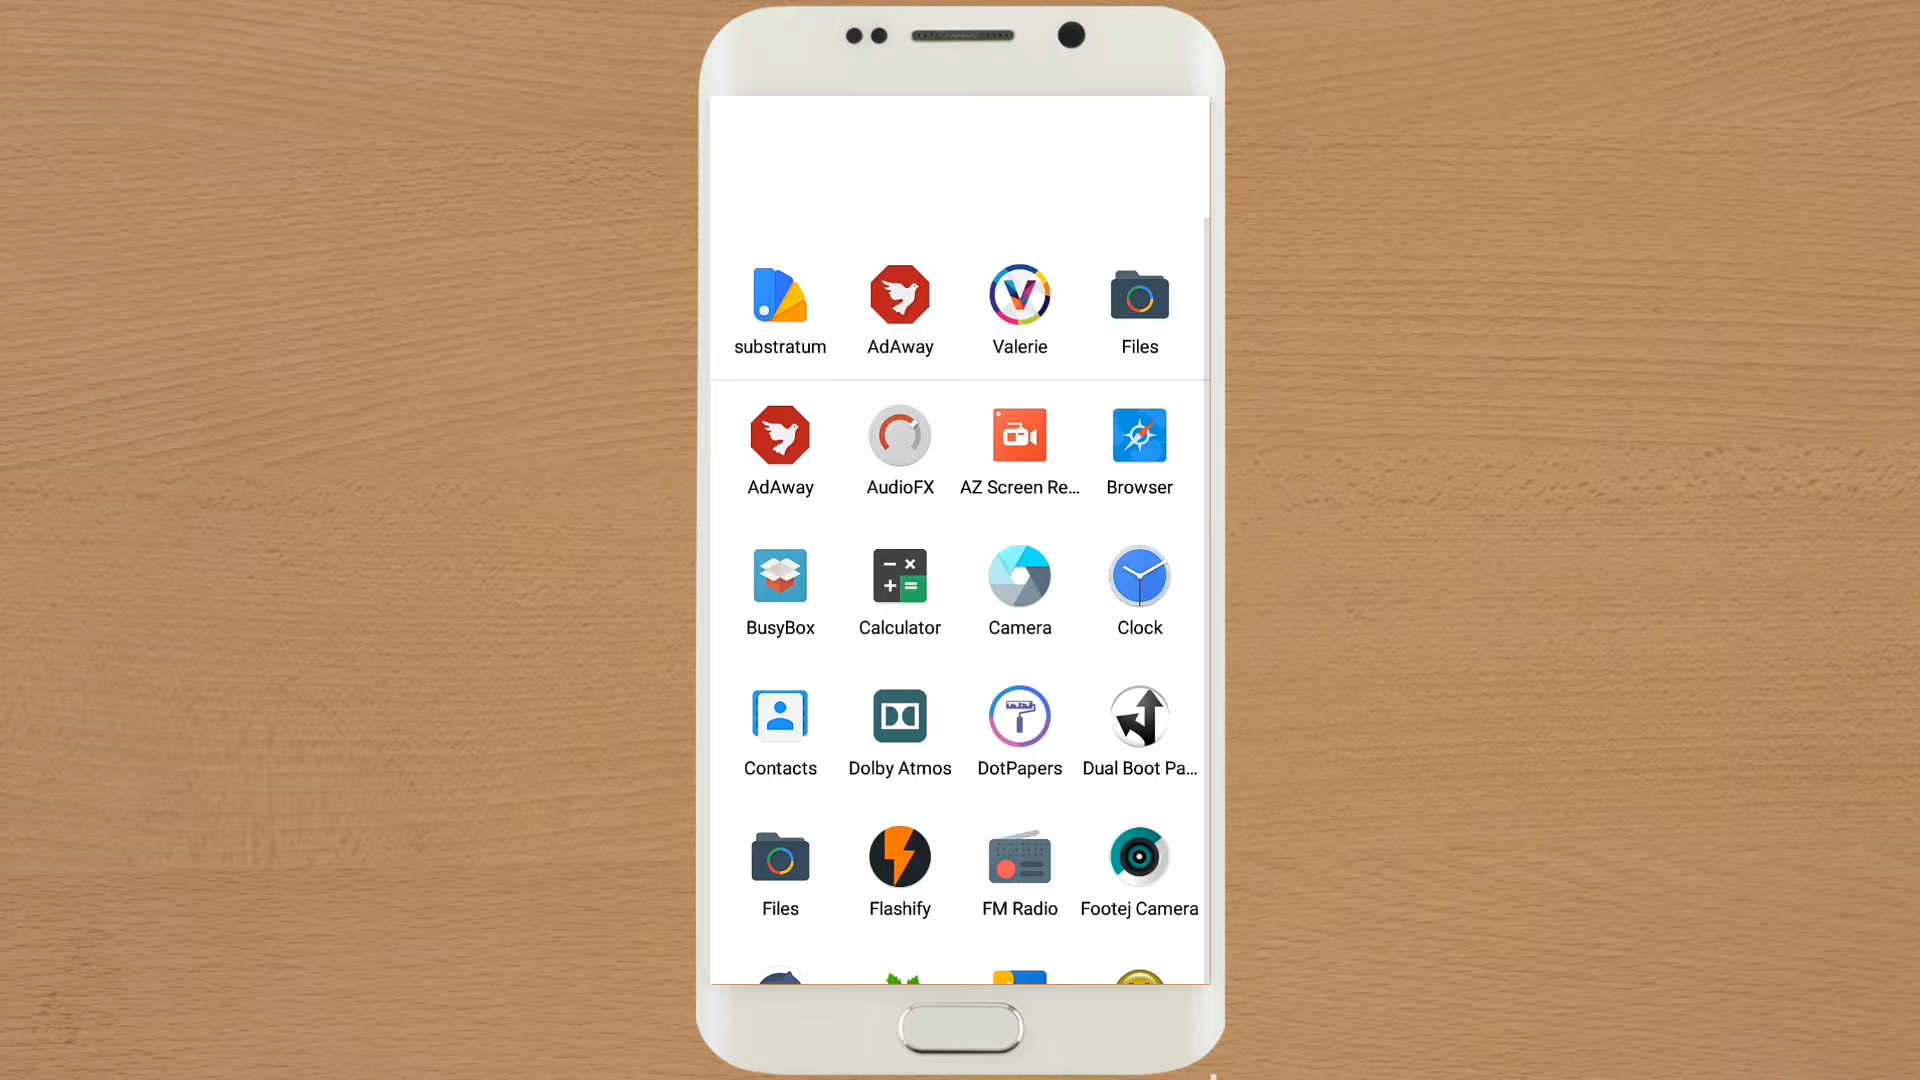 substratum AdAway Valerie Files
AdAway AudioFX AZ Screen Re... Browser
BusyBox Calculator Camera Clock
Contacts Dolby Atmos DotPapers Dual Boot Pa...
Files Flashify FM Radio Footej Camera